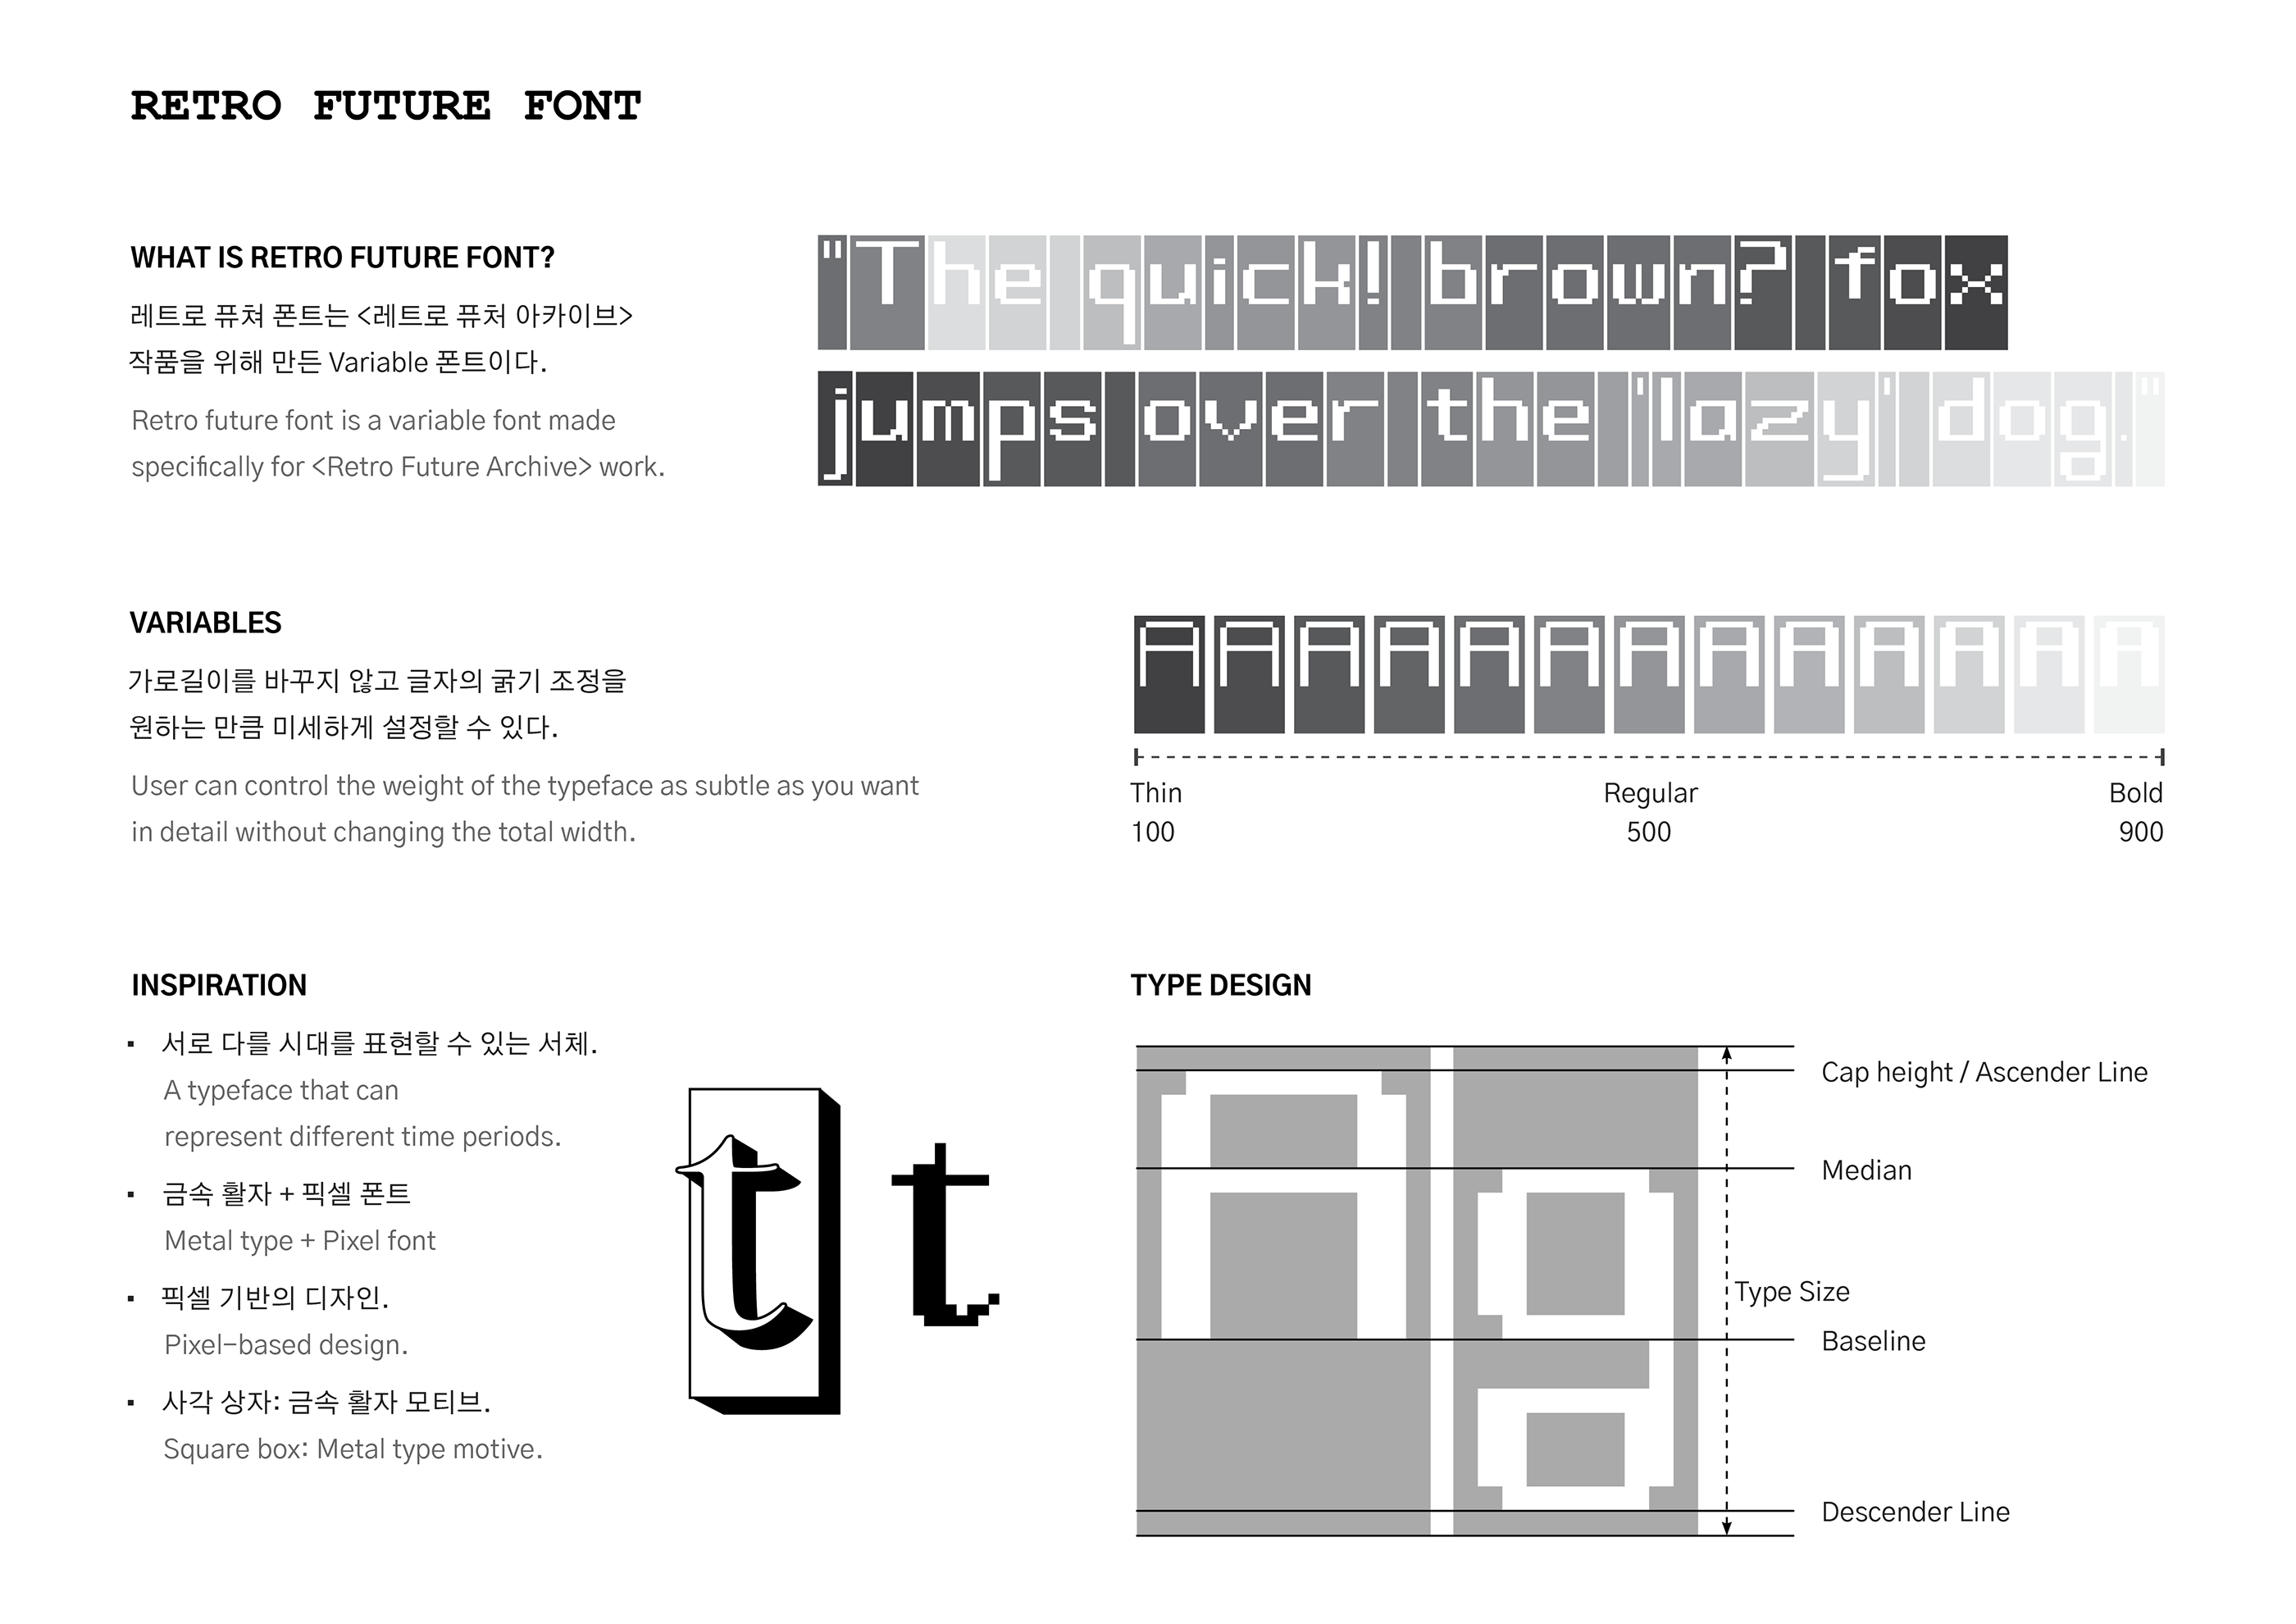 RETRO FUTURE FONT
WHAT IS RETRO FUTURE FONT?
레트로 퓨쳐 폰트는 <레트로 퓨처 아카이브>
작품을 위해 만든 Variable 폰트이다.
Retro future font is a variable font made
specifically for <Retro Future Archive> work.
"The quick! brown? fox
jumps over the 'lazy' dog."
VARIABLES
가로길이를 바꾸지 않고 글자의 굵기 조정을
원하는 만큼 미세하게 설정할 수 있다.
User can control the weight of the typeface as subtle as you want
in detail without changing the total width.
A A A A A A A A A A A A A
Thin Regular Bold
100 500 900
INSPIRATION
▪ 서로 다를 시대를 표현할 수 있는 서체.
A typeface that can
represent different time periods.
▪ 금속 활자 + 픽셀 폰트
Metal type + Pixel font
▪ 픽셀 기반의 디자인.
Pixel-based design.
▪ 사각 상자: 금속 활자 모티브.
Square box: Metal type motive.
t t
TYPE DESIGN
A g
Cap height / Ascender Line
Median
Type Size
Baseline
Descender Line